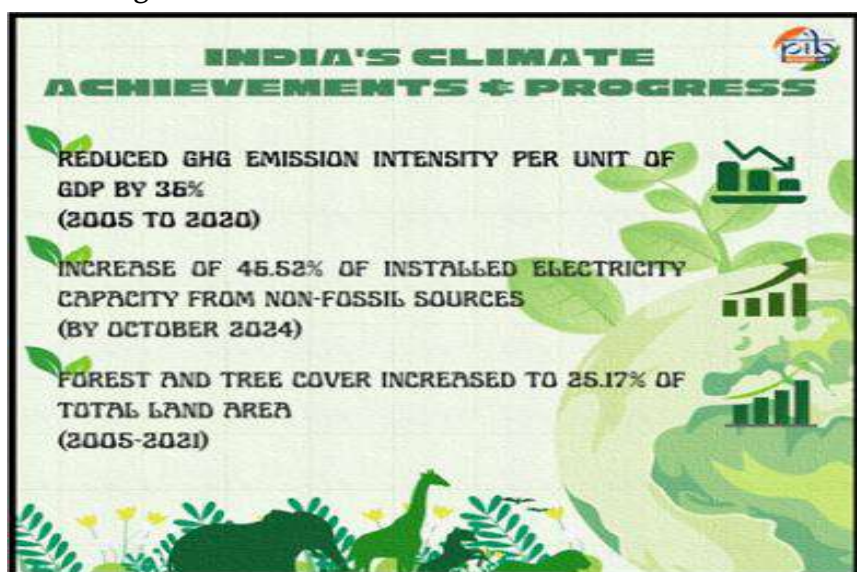 pib
INDIA'S CLIMATE
ACHIEVEMENTS & PROGRESS
REDUCED GHG EMISSION INTENSITY PER UNIT OF
GDP BY 36%
(2005 TO 2020)
INCREASE OF 46.52% OF INSTALLED ELECTRICITY
CAPACITY FROM NON-FOSSIL SOURCES
(BY OCTOBER 2024)
FOREST AND TREE COVER INCREASED TO 25.17% OF
TOTAL LAND AREA
(2005-2021)